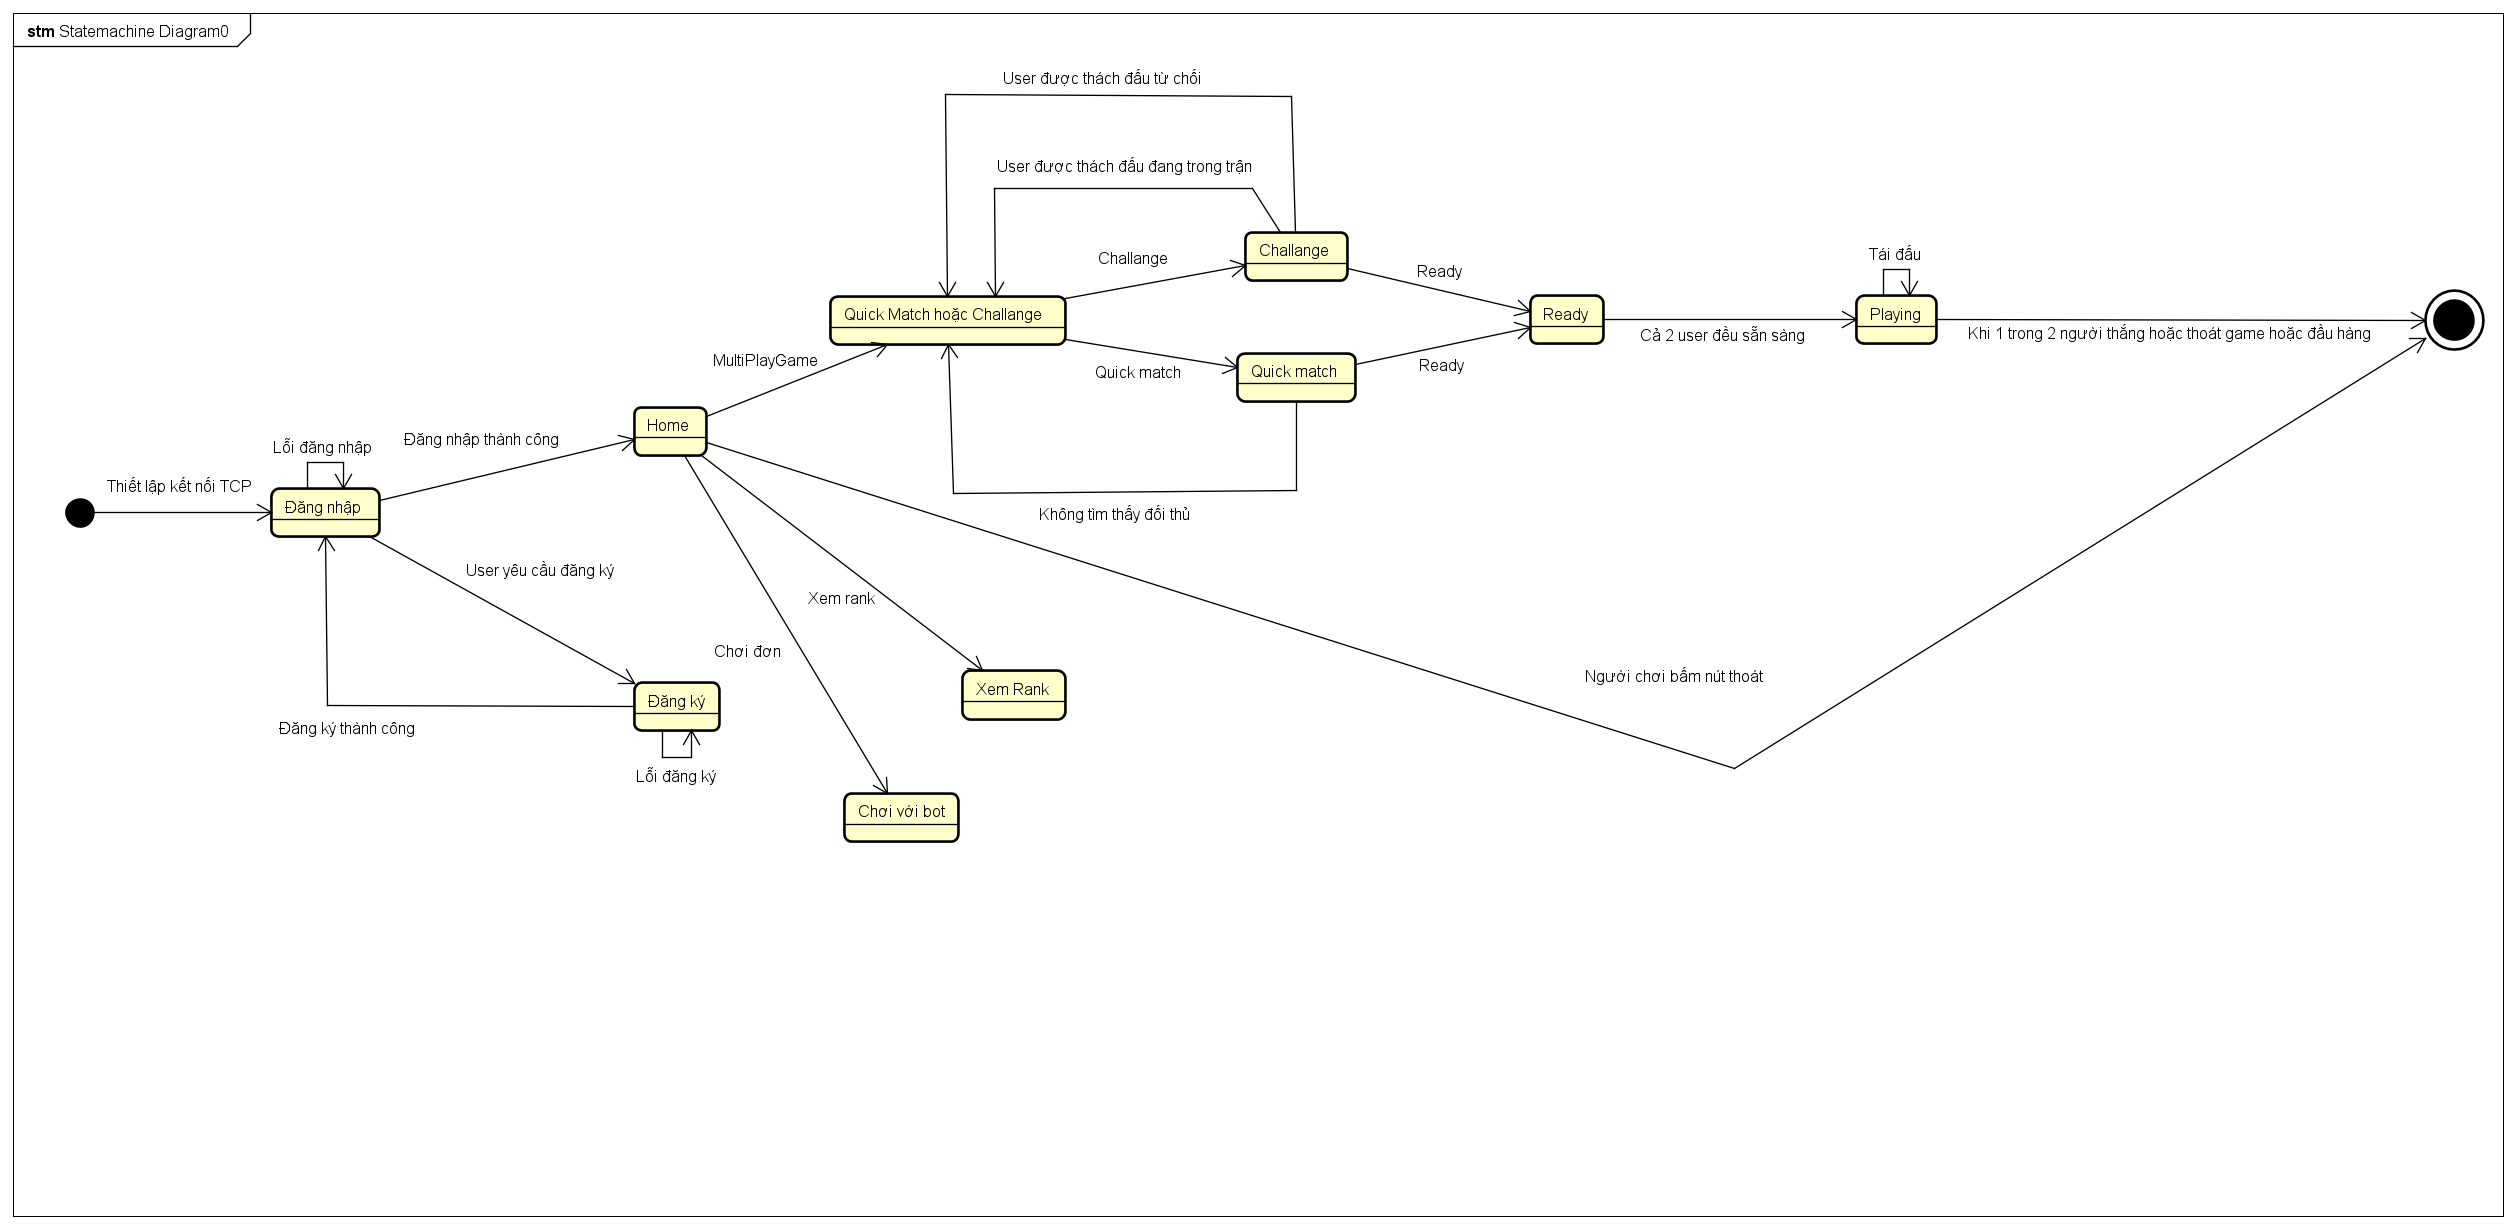 stm Statemachine Diagram0
User được thách đấu từ chối
User được thách đấu đang trong trận
Challange
Challange
Ready
Tái đấu
Quick Match hoặc Challange
Ready
Playing
Cả 2 user đều sẵn sàng
Khi 1 trong 2 người thắng hoặc thoát game hoặc đầu hàng
MultiPlayGame
Quick match
Quick match
Ready
Home
Đăng nhập thành công
Lỗi đăng nhập
Thiết lập kết nối TCP
Đăng nhập
Không tìm thấy đối thủ
User yêu cầu đăng ký
Xem rank
Chơi đơn
Người chơi bấm nút thoát
Xem Rank
Đăng ký
Đăng ký thành công
Lỗi đăng ký
Chơi với bot